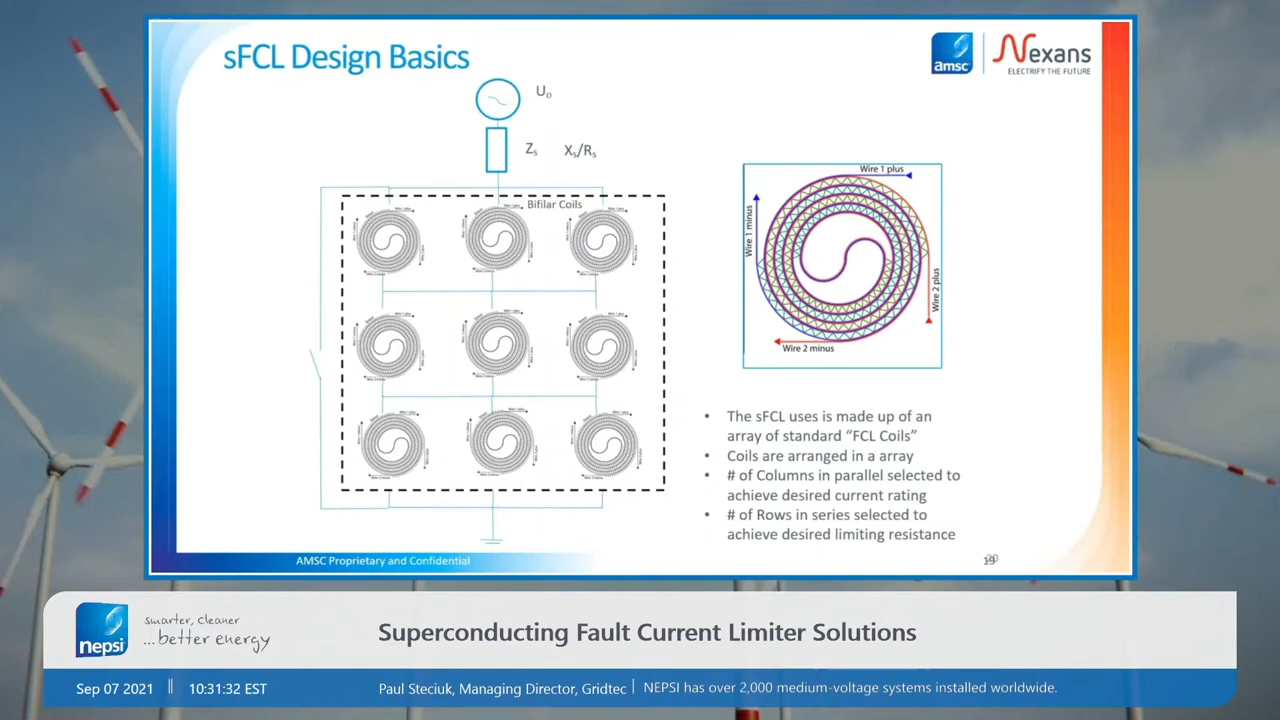 sFCL Design Basics
amsc
Nexans
ELECTRIFY THE FUTURE
Uo
Zs
Xs/Rs
Bifilar Coils
Wire 1 plus
Wire 1 minus
Wire 2 plus
Wire 2 minus
• The sFCL uses is made up of an
array of standard “FCL Coils”
• Coils are arranged in a array
• # of Columns in parallel selected to
achieve desired current rating
• # of Rows in series selected to
achieve desired limiting resistance
AMSC Proprietary and Confidential
nepsi
smarter, cleaner
...better energy
Superconducting Fault Current Limiter Solutions
Sep 07 2021 || 10:31:32 EST
Paul Steciuk, Managing Director, Gridtec | NEPSI has over 2,000 medium-voltage systems installed worldwide.